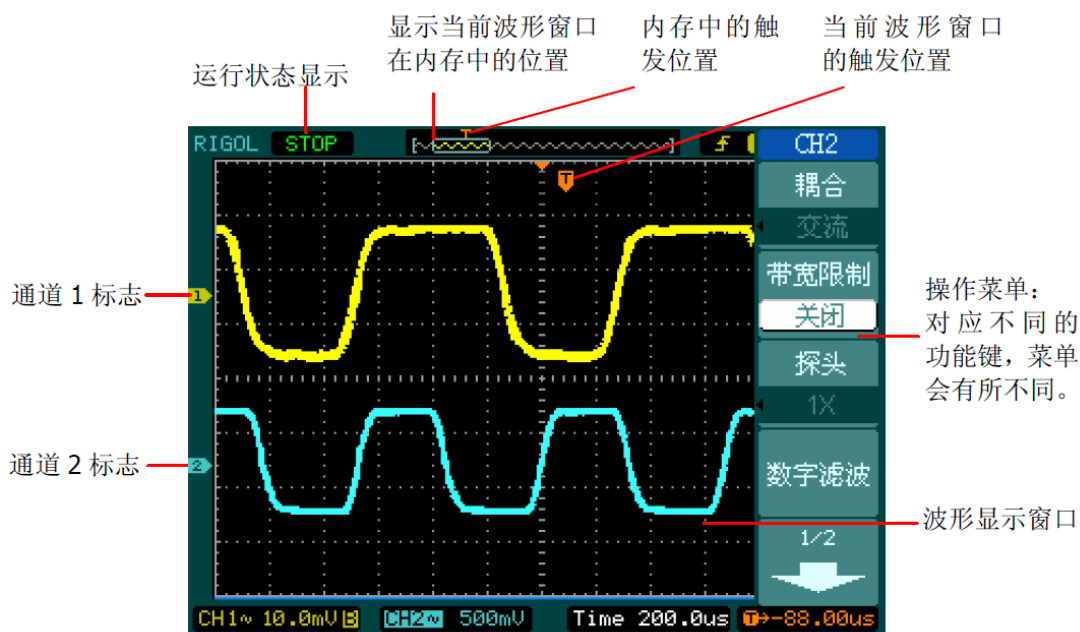 显示当前波形窗口
在内存中的位置
内存中的触
发位置
当前波形窗口
的触发位置
运行状态显示
RIGOL STOP
T
CH2
T
耦合
交流
带宽限制
关闭
探头
1X
数字滤波
1/2
通道 1 标志
1
通道 2 标志
2
操作菜单:
对应不同的
功能键,菜单
会有所不同。
波形显示窗口
CH1~ 10.0mV B CH2~ 500mV Time 200.0us T→-88.00us